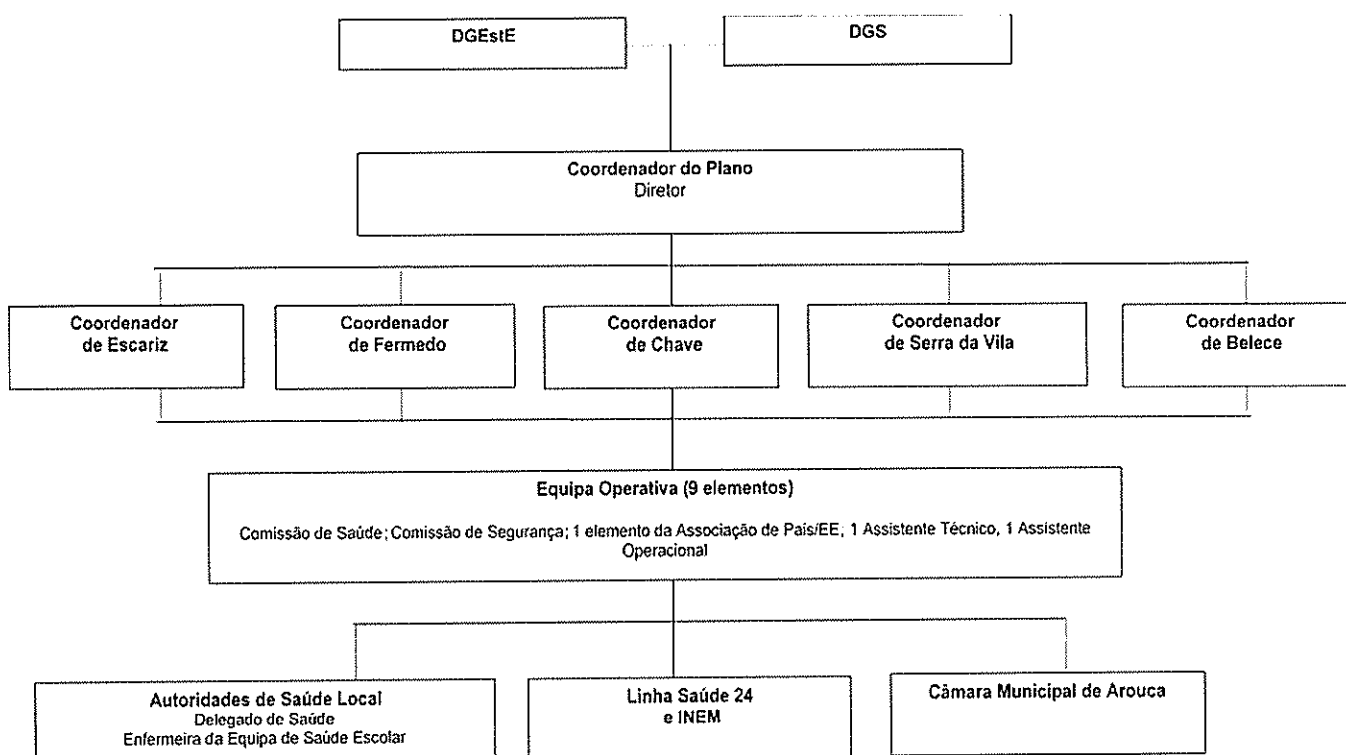 DGEstE
DGS
Coordenador do Plano
Diretor
Coordenador
de Escariz
Coordenador
de Fermedo
Coordenador
de Chave
Coordenador
de Serra da Vila
Coordenador
de Belece
Equipa Operativa (9 elementos)
Comissão de Saúde; Comissão de Segurança; 1 elemento da Associação de Pais/EE; 1 Assistente Técnico, 1 Assistente
Operacional
Autoridades de Saúde Local
Delegado de Saúde
Enfermeira da Equipa de Saúde Escolar
Linha Saúde 24
e INEM
Câmara Municipal de Arouca